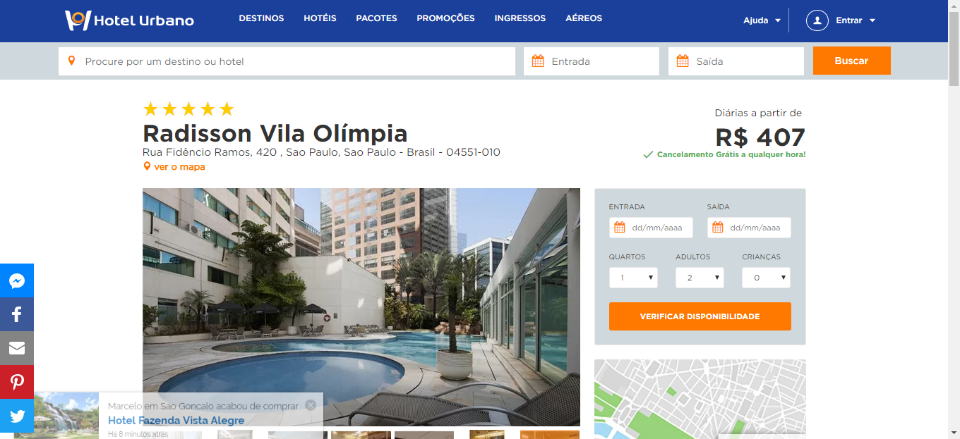 Hotel Urbano
DESTINOS HOTÉIS PACOTES PROMOÇÕES INGRESSOS AÉREOS
Ajuda Entrar
Procure por um destino ou hotel
Entrada
Saída
Buscar
Radisson Vila Olímpia
Rua Fidêncio Ramos, 420 , Sao Paulo, Sao Paulo - Brasil - 04551-010
ver o mapa
Diárias a partir de
R$ 407
Cancelamento Grátis a qualquer hora!
ENTRADA SAÍDA
dd/mm/aaaa dd/mm/aaaa
QUARTOS ADULTOS CRIANÇAS
1 2 0
VERIFICAR DISPONIBILIDADE
Marcelo em Sao Goncalo acabou de comprar
Hotel Fazenda Vista Alegre
Há 8 minutos atrás